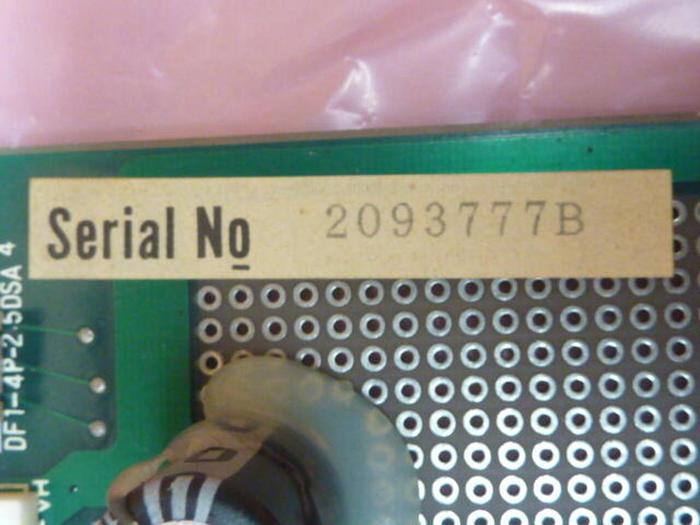 Serial No 2093777B
DF1-4P-2.5DSA 4